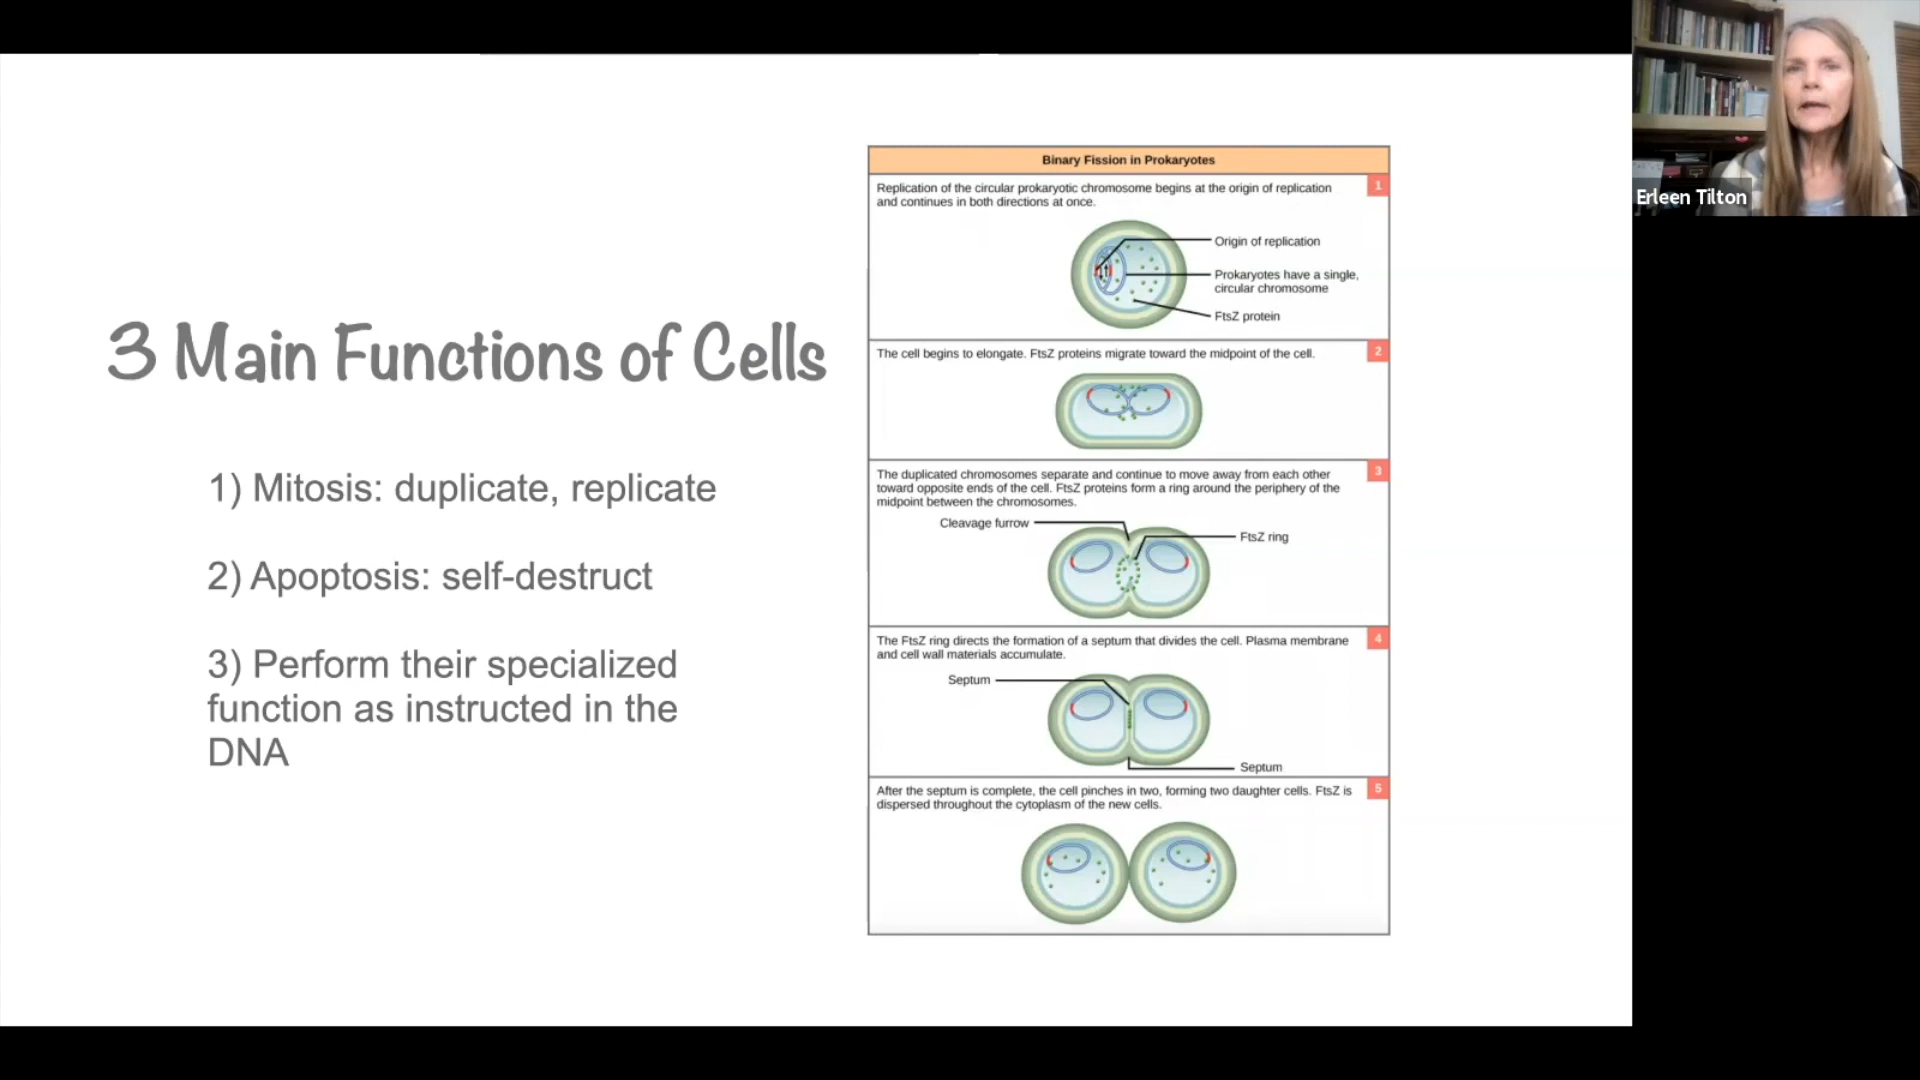 3 Main Functions of Cells
1) Mitosis: duplicate, replicate
2) Apoptosis: self-destruct
3) Perform their specialized
function as instructed in the
DNA
Binary Fission in Prokaryotes
Replication of the circular prokaryotic chromosome begins at the origin of replication
and continues in both directions at once.
1
Origin of replication
Prokaryotes have a single,
circular chromosome
FtsZ protein
The cell begins to elongate. FtsZ proteins migrate toward the midpoint of the cell.
2
The duplicated chromosomes separate and continue to move away from each other
toward opposite ends of the cell. FtsZ proteins form a ring around the periphery of the
midpoint between the chromosomes.
3
Cleavage furrow
FtsZ ring
The FtsZ ring directs the formation of a septum that divides the cell. Plasma membrane
and cell wall materials accumulate.
4
Septum
Septum
After the septum is complete, the cell pinches in two, forming two daughter cells. FtsZ is
dispersed throughout the cytoplasm of the new cells.
5
Erleen Tilton